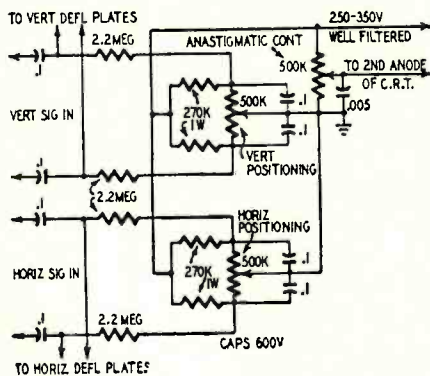 TO VERT DEFL PLATES
2.2MEG
.1
ANASTIGMATIC CONT
500K
250-350V
WELL FILTERED
TO 2ND ANODE
OF C.R.T.
.005
VERT SIG IN
270K
1W
500K
.1
.1
VERT
POSITIONING
.1
2.2MEG
.1
HORIZ
POSITIONING
HORIZ SIG IN
270K
1W
500K
.1
.1
.1
2.2MEG
CAPS 600V
TO HORIZ DEFL PLATES